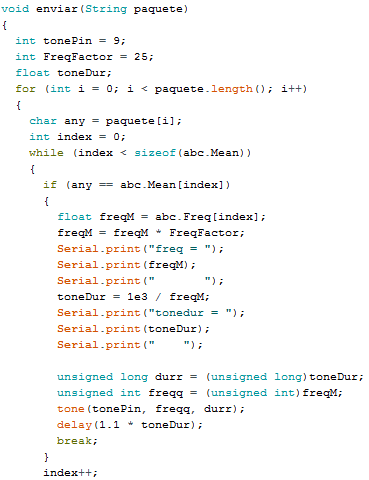 void enviar(String paquete)
{
  int tonePin = 9;
  int FreqFactor = 25;
  float toneDur;
  for (int i = 0; i < paquete.length(); i++)
  {
    char any = paquete[i];
    int index = 0;
    while (index < sizeof(abc.Mean))
    {
      if (any == abc.Mean[index])
      {
        float freqM = abc.Freq[index];
        freqM = freqM * FreqFactor;
        Serial.print("freq = ");
        Serial.print(freqM);
        Serial.print("       ");
        toneDur = 1e3 / freqM;
        Serial.print("tonedur = ");
        Serial.print(toneDur);
        Serial.print("    ");

        unsigned long durr = (unsigned long)toneDur;
        unsigned int freqq = (unsigned int)freqM;
        tone(tonePin, freqq, durr);
        delay(1.1 * toneDur);
        break;
      }
      index++;